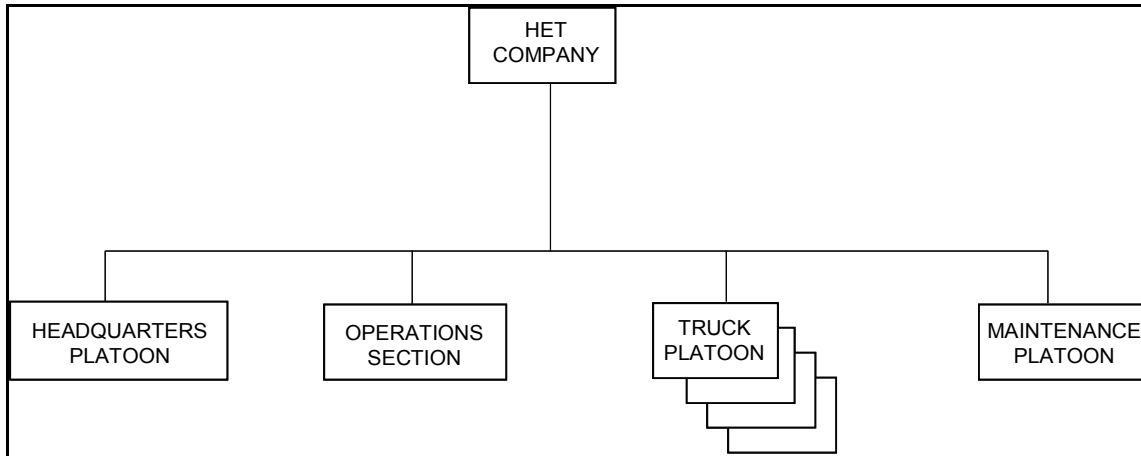 HET
COMPANY
HEADQUARTERS
PLATOON
OPERATIONS
SECTION
TRUCK
PLATOON
MAINTENANCE
PLATOON